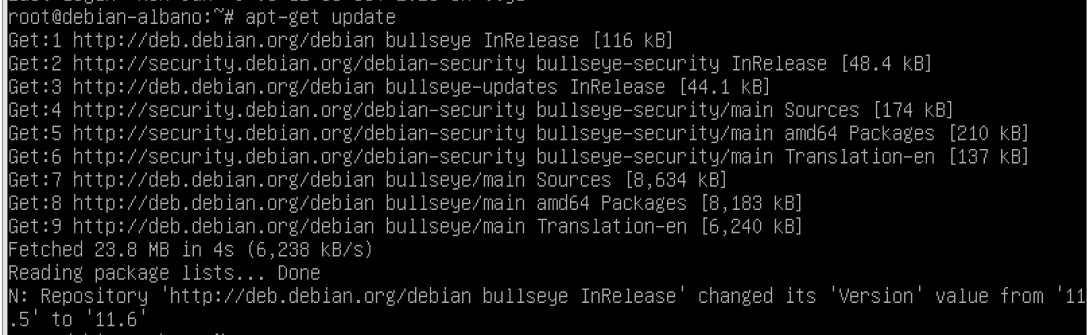 root@debian-albano:~# apt-get update
Get:1 http://deb.debian.org/debian bullseye InRelease [116 kB]
Get:2 http://security.debian.org/debian-security bullseye-security InRelease [48.4 kB]
Get:3 http://deb.debian.org/debian bullseye-updates InRelease [44.1 kB]
Get:4 http://security.debian.org/debian-security bullseye-security/main Sources [174 kB]
Get:5 http://security.debian.org/debian-security bullseye-security/main amd64 Packages [210 kB]
Get:6 http://security.debian.org/debian-security bullseye-security/main Translation-en [137 kB]
Get:7 http://deb.debian.org/debian bullseye/main Sources [8,634 kB]
Get:8 http://deb.debian.org/debian bullseye/main amd64 Packages [8,183 kB]
Get:9 http://deb.debian.org/debian bullseye/main Translation-en [6,240 kB]
Fetched 23.8 MB in 4s (6,238 kB/s)
Reading package lists... Done
N: Repository 'http://deb.debian.org/debian bullseye InRelease' changed its 'Version' value from '11
.5' to '11.6'